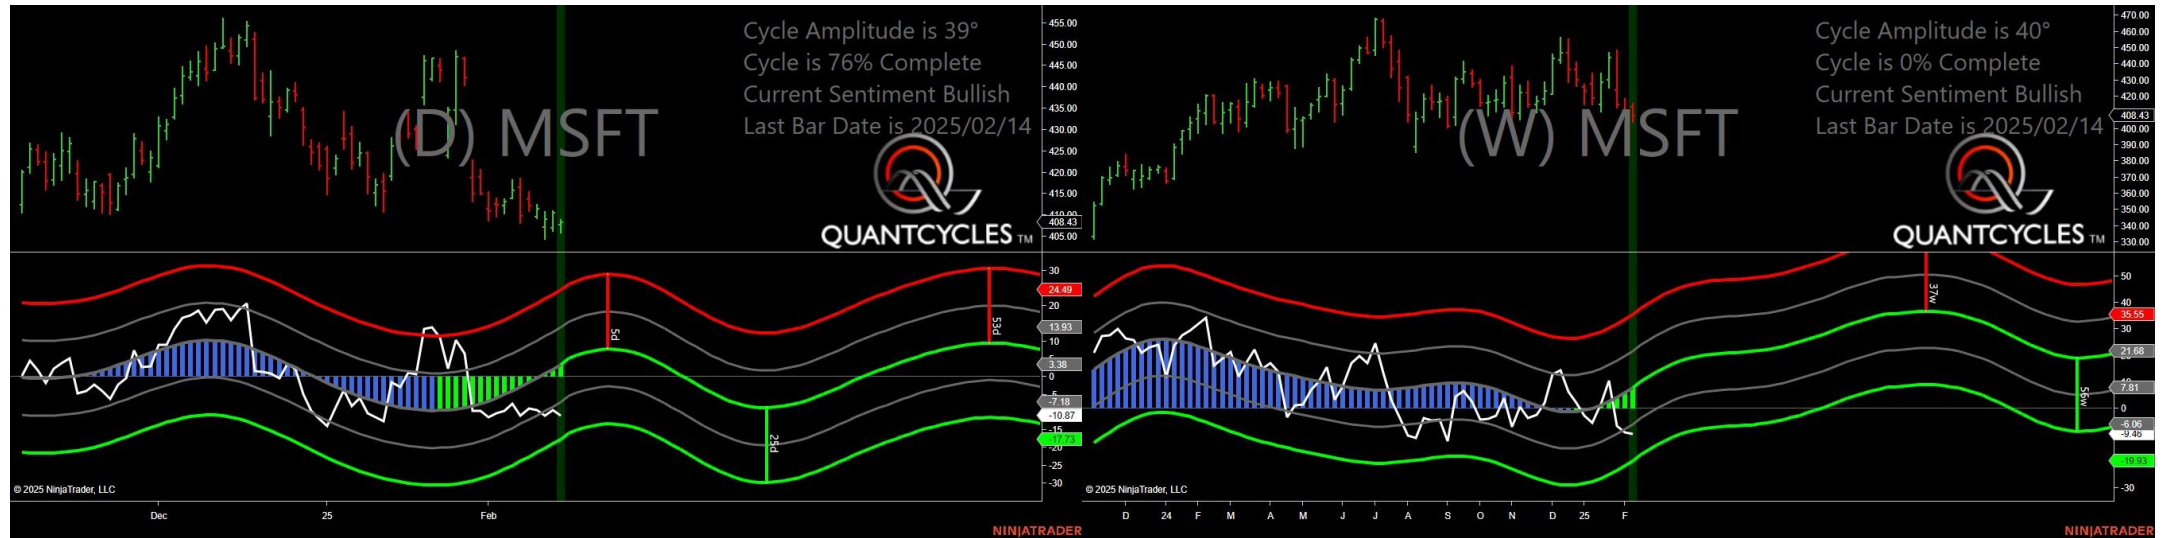 Cycle Amplitude is 39°
Cycle is 76% Complete
Current Sentiment Bullish
Last Bar Date is 2025/02/14
(D) MSFT
QUANTCYCLES TM
455.00
450.00
445.00
440.00
435.00
430.00
425.00
420.00
415.00
410.00
408.43
405.00
30
24.49
20
13.93
10
5
3.38
0
-7.18
-10.87
-15
-17.73
-20
-25
-30
5d
25d
53d
© 2025 NinjaTrader, LLC
Dec
25
Feb
NINJATRADER
Cycle Amplitude is 40°
Cycle is 0% Complete
Current Sentiment Bullish
Last Bar Date is 2025/02/14
(W) MSFT
QUANTCYCLES TM
470.00
460.00
450.00
440.00
430.00
420.00
408.43
400.00
390.00
380.00
370.00
360.00
350.00
340.00
330.00
50
40
35.55
30
21.68
7.81
0
-6.06
-9.46
-19.93
-30
37w
56w
© 2025 NinjaTrader, LLC
D 24 F M A M J J A S O N D 25 F
NINJATRADER